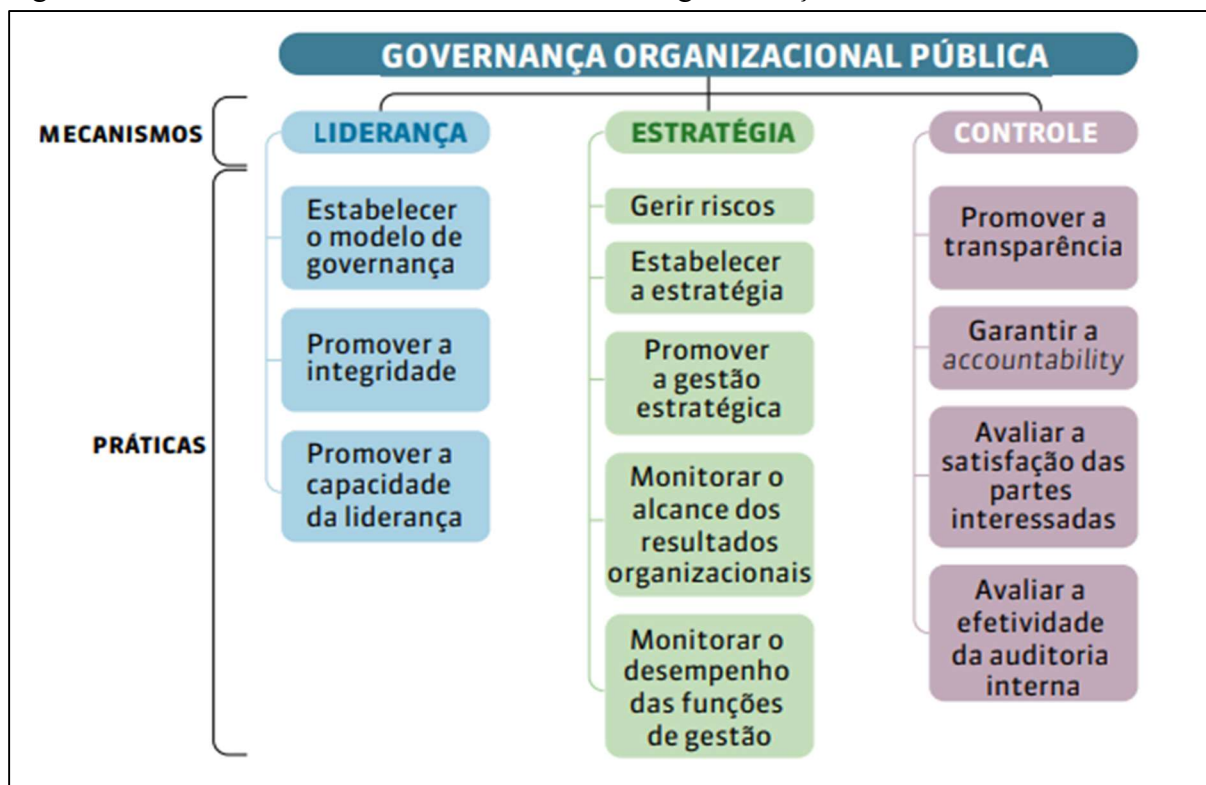 GOVERNANÇA ORGANIZACIONAL PÚBLICA
MECANISMOS
LIDERANÇA
Estabelecer
o modelo de
governança
Promover a
integridade
Promover a
capacidade
da liderança
ESTRATÉGIA
Gerir riscos
Estabelecer
a estratégia
Promover
a gestão
estratégica
Monitorar o
alcance dos
resultados
organizacionais
Monitorar o
desempenho
das funções
de gestão
CONTROLE
Promover a
transparência
Garantir a
accountability
Avaliar a
satisfação das
partes
interessadas
Avaliar a
efetividade
da auditoria
interna
PRÁTICAS